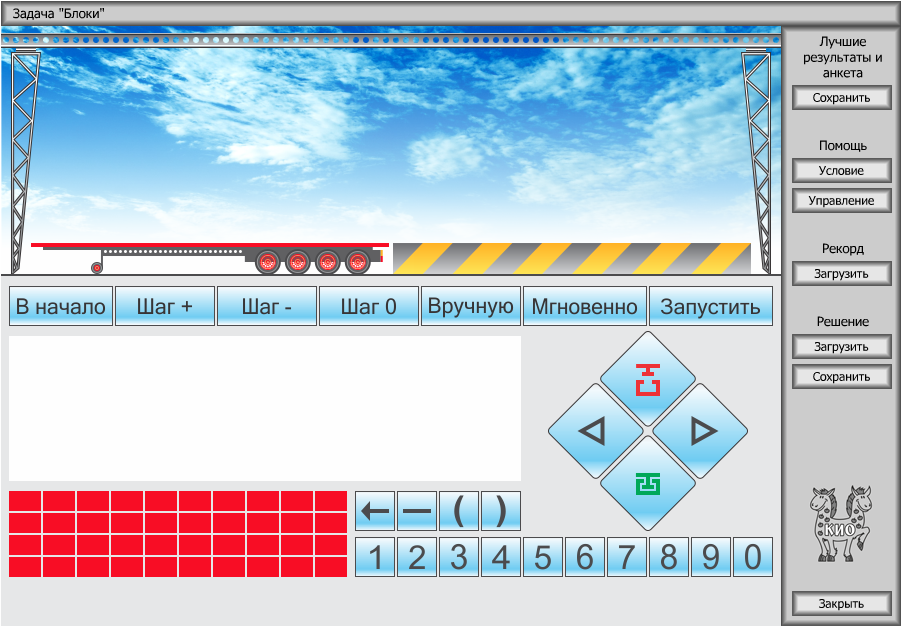 Задача "Блоки"
Лучшие
результаты и
анкета
Сохранить
Помощь
Условие
Управление
Рекорд
Загрузить
Решение
Загрузить
Сохранить
КИО
Закрыть
В начало
Шаг +
Шаг -
Шаг 0
Вручную
Мгновенно
Запустить
← — ( )
1 2 3 4 5 6 7 8 9 0